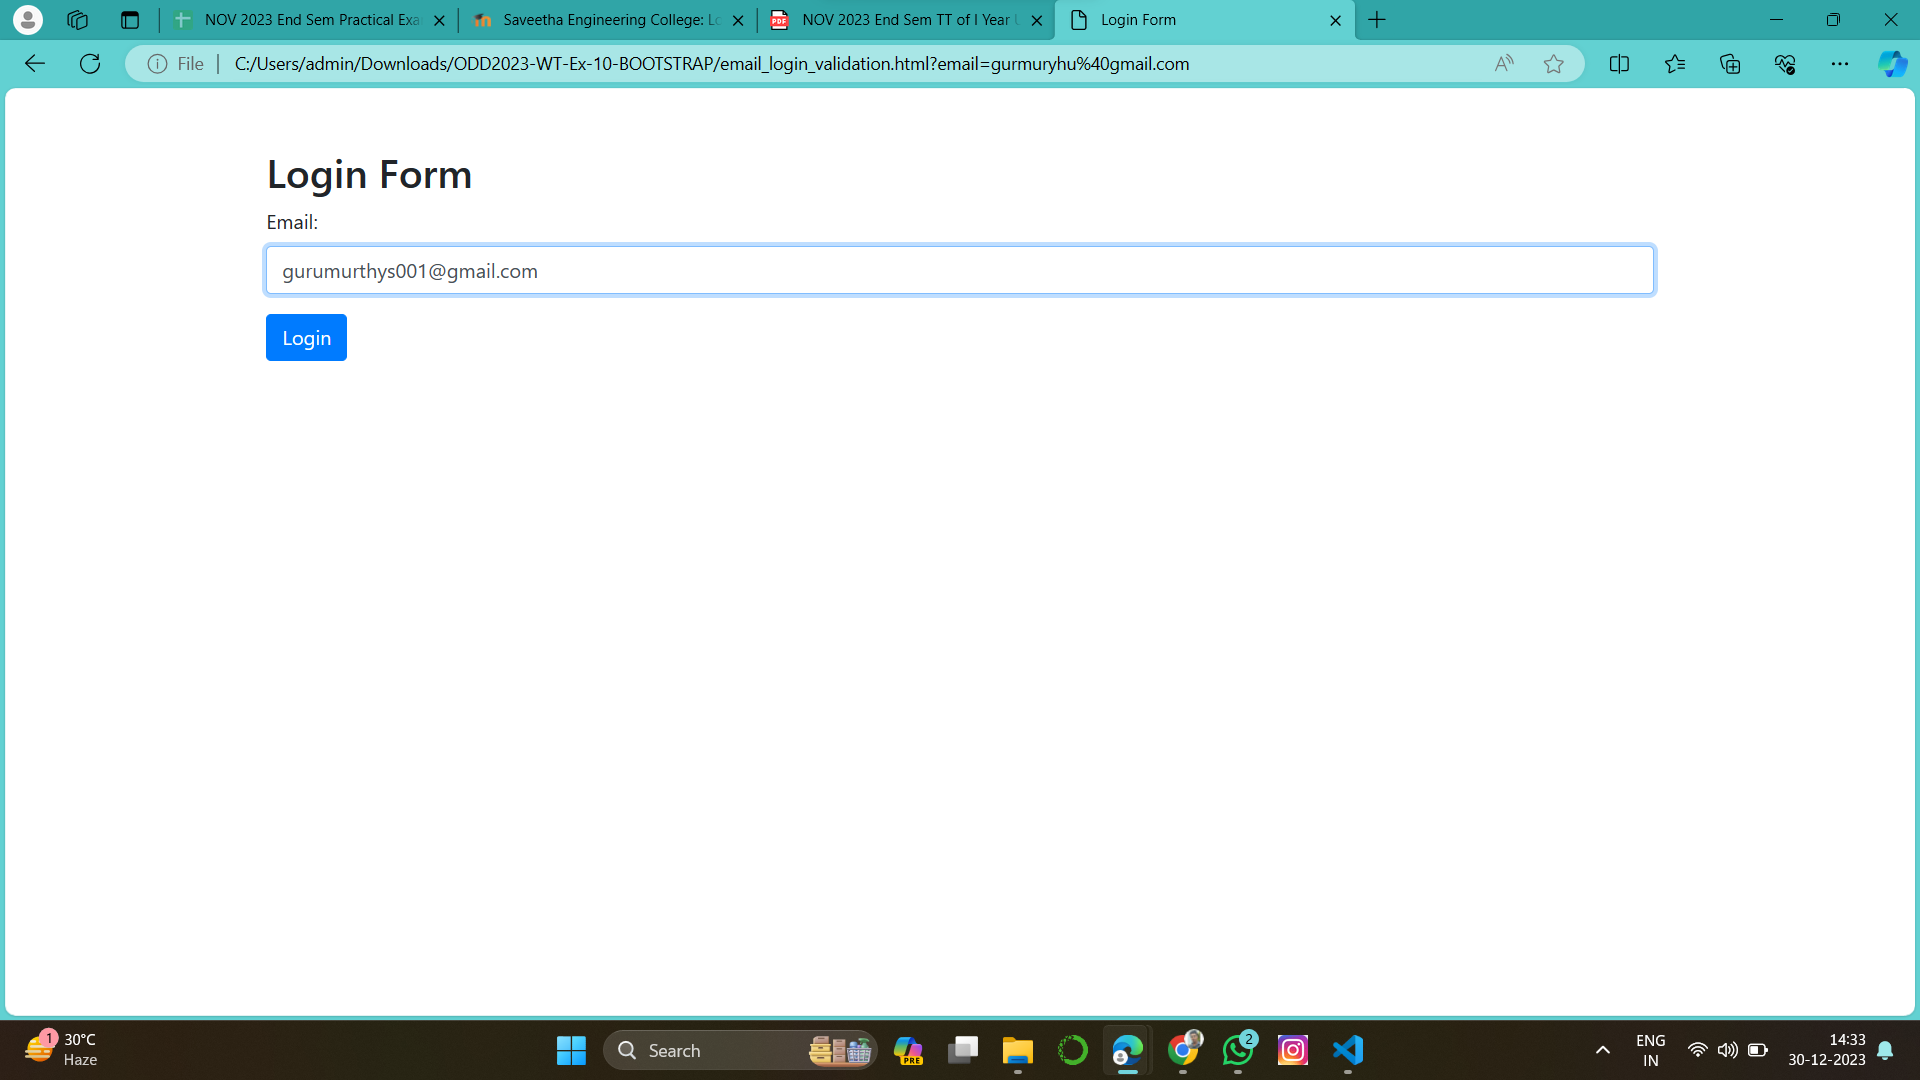 NOV 2023 End Sem Practical Exa
Saveetha Engineering College: Lo
NOV 2023 End Sem TT of I Year U
Login Form
File
C:/Users/admin/Downloads/ODD2023-WT-Ex-10-BOOTSTRAP/email_login_validation.html?email=gurmuryhu%40gmail.com
Login Form
Email:
gurumurthys001@gmail.com
Login
1
30°C
Haze
Search
PRE
2
ENG
IN
14:33
30-12-2023